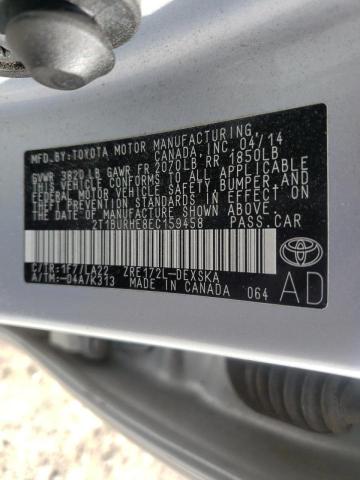 MFD.BY:TOYOTA MOTOR MANUFACTURING,
CANADA, INC. 04/14
GVWR 3820 LB GAWR FR 2020LB RR 1850LB
THIS VEHICLE CONFORMS TO ALL APPLICABLE
FEDERAL MOTOR VEHICLE SAFETY, BUMPER, AND
THEFT PREVENTION STANDARDS IN EFFECT ON
THE DATE OF MANUFACTURE SHOWN ABOVE.
2T1BURHE8EC159458 PASS.CAR
C/TR:1F7/LA22 ZRE172L-DEXSKA
A/TM:-04A/K313 MADE IN CANADA 064
AD